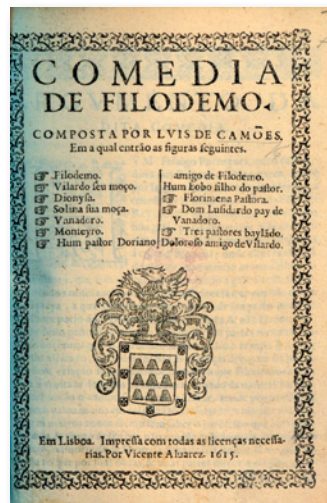 COMEDIA
DE FILODEMO.
COMPOSTA POR LVIS DE CAMÕES,
Em a qual entrão as figuras ſeguintes.
☞ Filodemo.
☞ Vilardo ſeu moço.
☞ Dionyſa.
☞ Solina ſua moça.
☞ Vanadoro.
☞ Monteyro.
☞ Hum paſtor Doriano
amigo de Filodemo.
Hum bobo filho do paſtor.
☞ Florimena Paſtora.
☞ Dom Luſidardo pay de
Vanadoro.
☞ Tres paſtores baylãdo.
Doloroſo amigo de Vilardo.
Em Lisboa. Impreſſa com todas as licenças neceſſa-
rias. Por Vicente Aluarez. 1615.